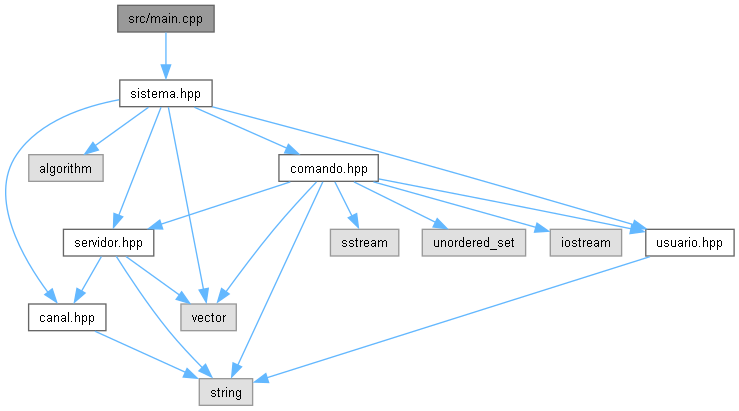 src/main.cpp
sistema.hpp
algorithm
comando.hpp
servidor.hpp
sstream
unordered_set
iostream
usuario.hpp
canal.hpp
vector
string